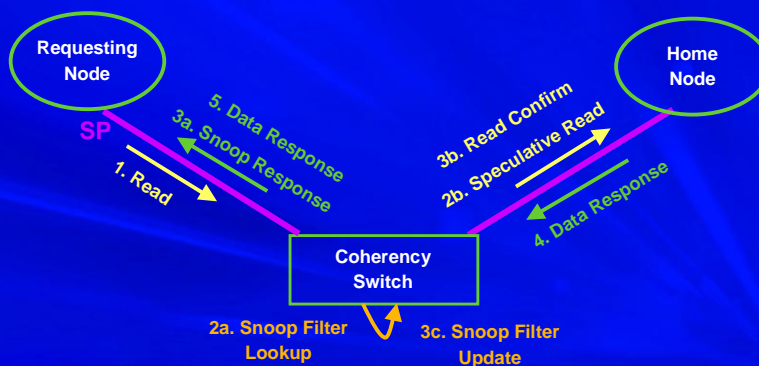 Requesting
Node
Home
Node
SP
5. Data Response
3a. Snoop Response
1. Read
3b. Read Confirm
2b. Speculative Read
4. Data Response
Coherency
Switch
2a. Snoop Filter
Lookup
3c. Snoop Filter
Update